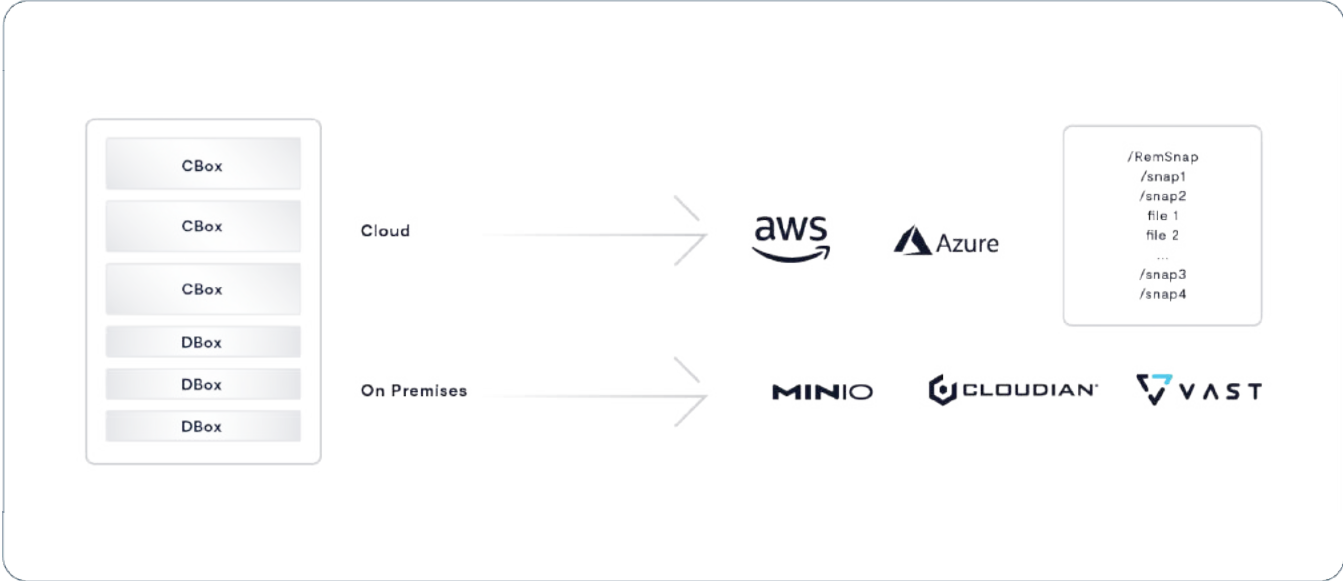 CBox
CBox
CBox
DBox
DBox
DBox
Cloud
aws
Azure
/RemSnap
/snap1
/snap2
file 1
file 2
...
/snap3
/snap4
On Premises
MINIO
CLOUDIAN
VAST